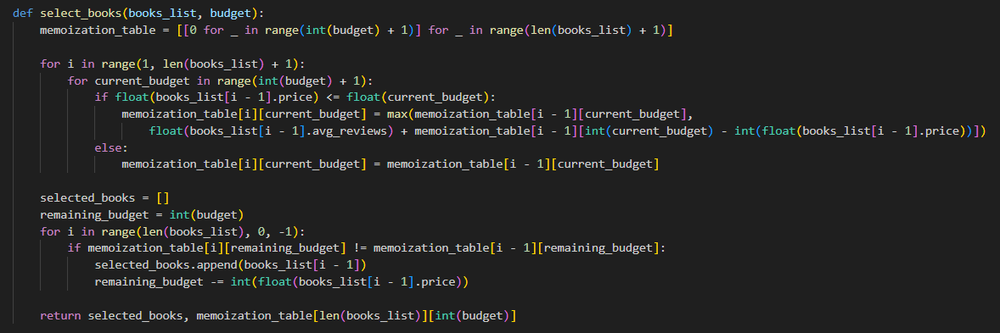 def select_books(books_list, budget):
    memoization_table = [[0 for _ in range(int(budget) + 1)] for _ in range(len(books_list) + 1)]

    for i in range(1, len(books_list) + 1):
        for current_budget in range(int(budget) + 1):
            if float(books_list[i - 1].price) <= float(current_budget):
                memoization_table[i][current_budget] = max(memoization_table[i - 1][current_budget],
                    float(books_list[i - 1].avg_reviews) + memoization_table[i - 1][int(current_budget) - int(float(books_list[i - 1].price))])
            else:
                memoization_table[i][current_budget] = memoization_table[i - 1][current_budget]

    selected_books = []
    remaining_budget = int(budget)
    for i in range(len(books_list), 0, -1):
        if memoization_table[i][remaining_budget] != memoization_table[i - 1][remaining_budget]:
            selected_books.append(books_list[i - 1])
            remaining_budget -= int(float(books_list[i - 1].price))

    return selected_books, memoization_table[len(books_list)][int(budget)]